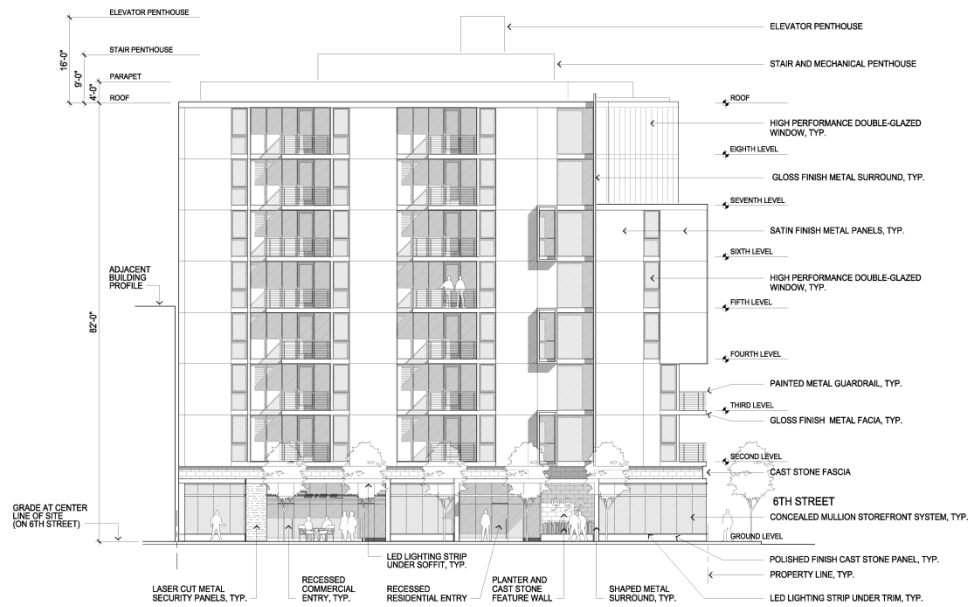 ELEVATOR PENTHOUSE
STAIR PENTHOUSE
PARAPET
ROOF
16'-0"
9'-0"
4'-0"
82'-0"
ADJACENT
BUILDING
PROFILE
GRADE AT CENTER
LINE OF SITE
(ON 6TH STREET)
ELEVATOR PENTHOUSE
STAIR AND MECHANICAL PENTHOUSE
ROOF
HIGH PERFORMANCE DOUBLE-GLAZED
WINDOW, TYP.
EIGHTH LEVEL
GLOSS FINISH METAL SURROUND, TYP.
SEVENTH LEVEL
SATIN FINISH METAL PANELS, TYP.
SIXTH LEVEL
HIGH PERFORMANCE DOUBLE-GLAZED
WINDOW, TYP.
FIFTH LEVEL
FOURTH LEVEL
PAINTED METAL GUARDRAIL, TYP.
THIRD LEVEL
GLOSS FINISH METAL FACIA, TYP.
SECOND LEVEL
CAST STONE FASCIA
6TH STREET
CONCEALED MULLION STOREFRONT SYSTEM, TYP.
GROUND LEVEL
POLISHED FINISH CAST STONE PANEL, TYP.
PROPERTY LINE, TYP.
LED LIGHTING STRIP UNDER TRIM, TYP.
LED LIGHTING STRIP
UNDER SOFFIT, TYP.
LASER CUT METAL
SECURITY PANELS, TYP.
RECESSED
COMMERCIAL
ENTRY, TYP.
RECESSED
RESIDENTIAL ENTRY
PLANTER AND
CAST STONE
FEATURE WALL
SHAPED METAL
SURROUND, TYP.